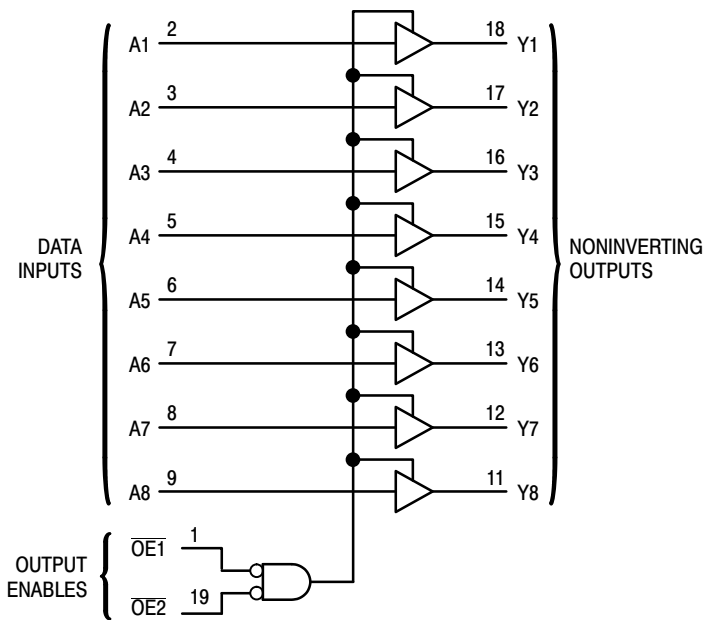 A1 2 18 Y1
A2 3 17 Y2
A3 4 16 Y3
A4 5 15 Y4
DATA
INPUTS
NONINVERTING
OUTPUTS
A5 6 14 Y5
A6 7 13 Y6
A7 8 12 Y7
A8 9 11 Y8
OUTPUT
ENABLES
OE1 1
OE2 19